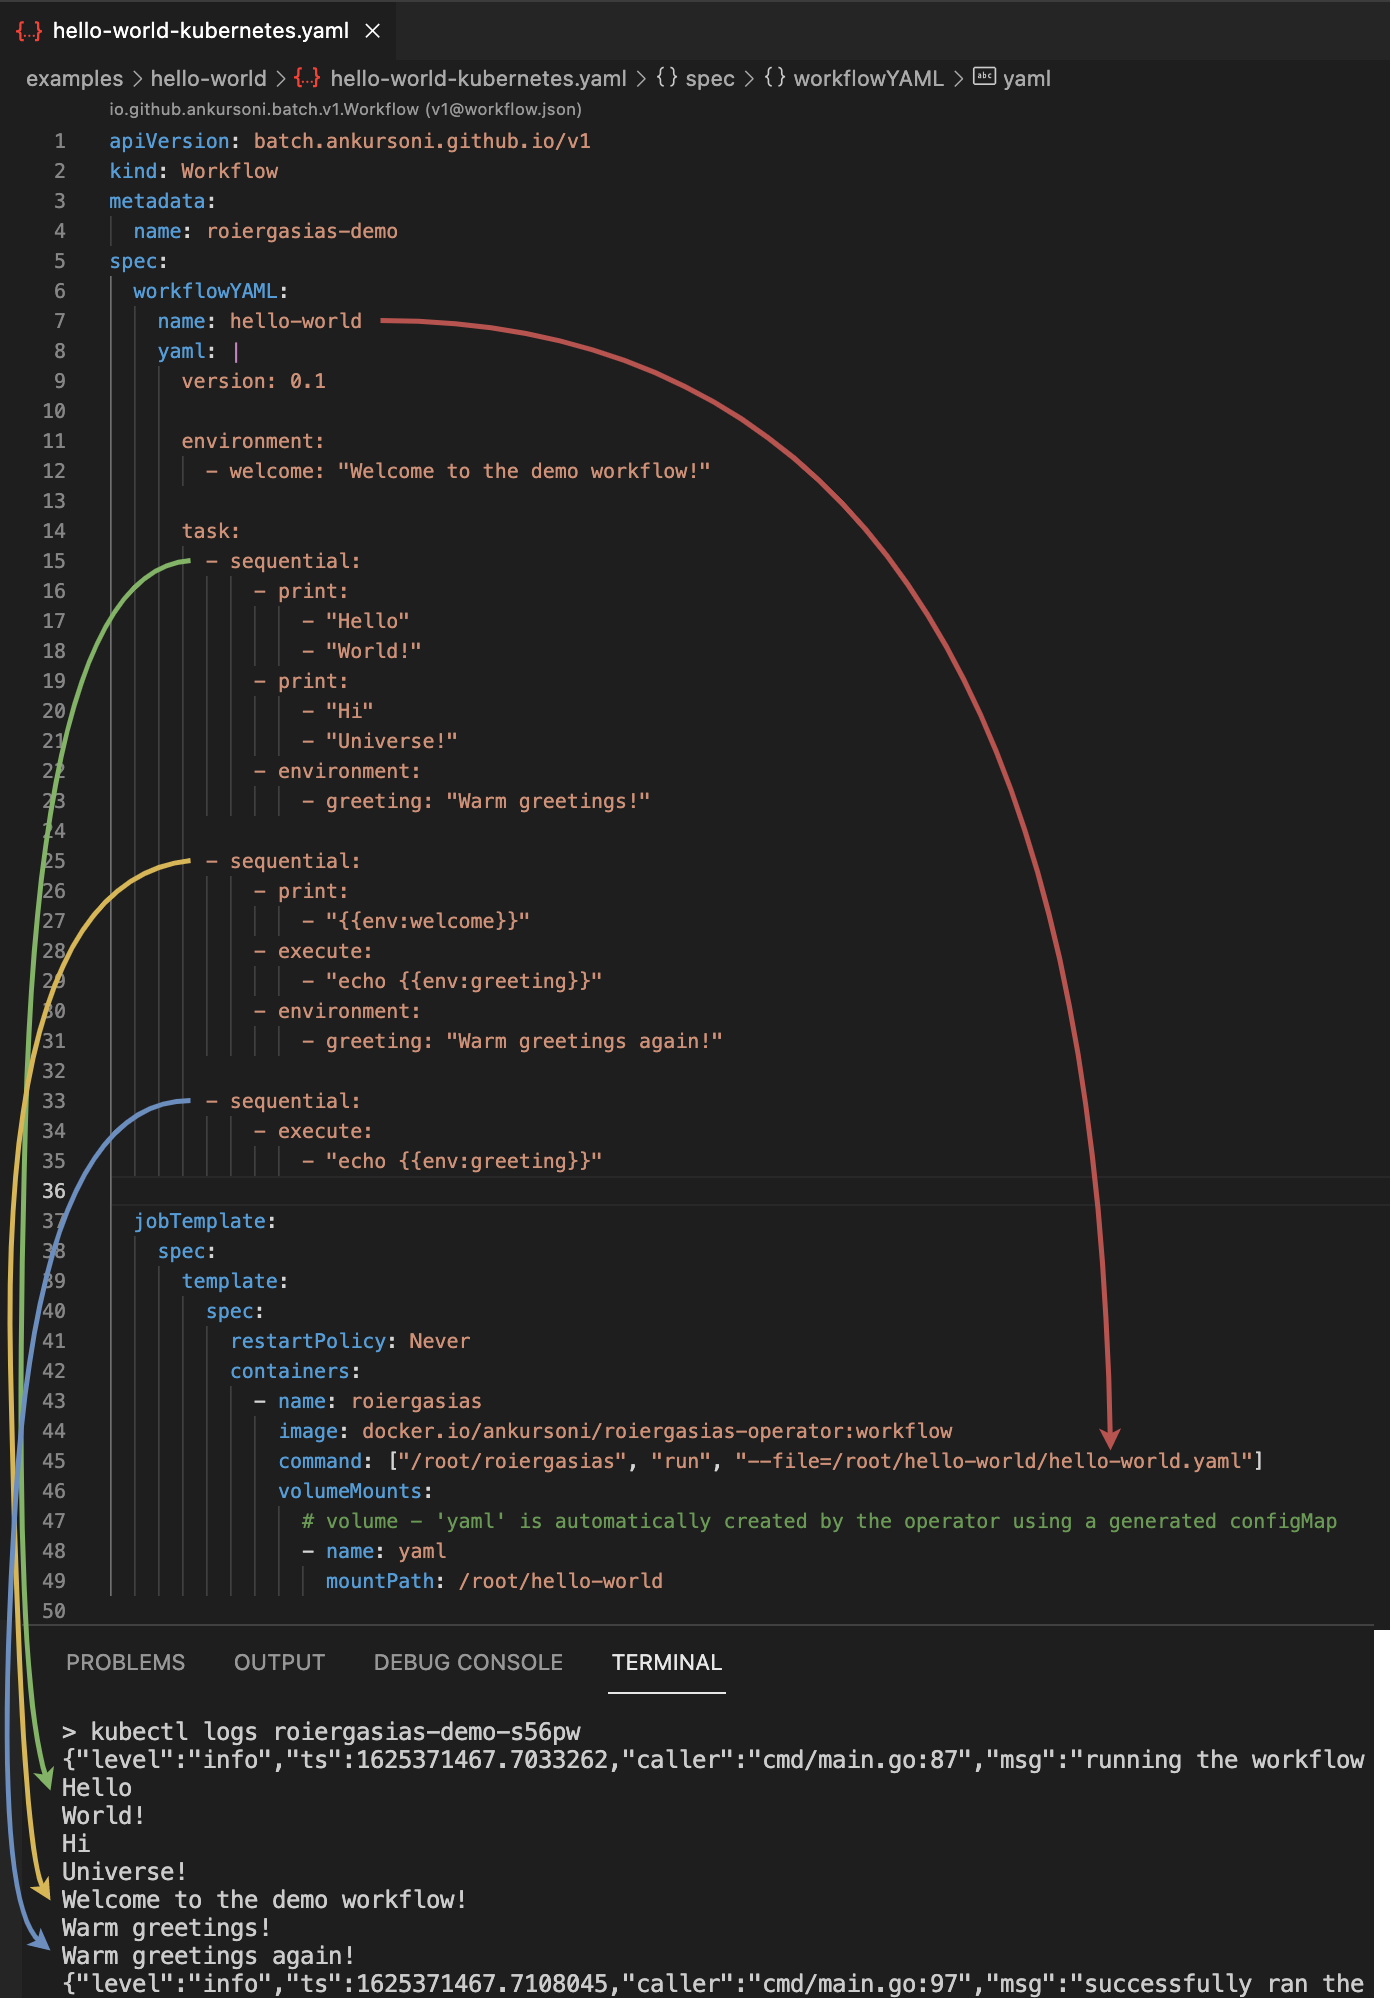 {..} hello-world-kubernetes.yaml ×
examples > hello-world > {..} hello-world-kubernetes.yaml > {} spec > {} workflowYAML > abc yaml
io.github.ankursoni.batch.v1.Workflow (v1@workflow.json)
1 apiVersion: batch.ankursoni.github.io/v1
2 kind: Workflow
3 metadata:
4   name: roiergasias-demo
5 spec:
6   workflowYAML:
7     name: hello-world
8     yaml: |
9       version: 0.1
10
11       environment:
12         - welcome: "Welcome to the demo workflow!"
13
14       task:
15         - sequential:
16             - print:
17                 - "Hello"
18                 - "World!"
19             - print:
20                 - "Hi"
21                 - "Universe!"
22             - environment:
23                 - greeting: "Warm greetings!"
24
25         - sequential:
26             - print:
27                 - "{{env:welcome}}"
28             - execute:
29                 - "echo {{env:greeting}}"
30             - environment:
31                 - greeting: "Warm greetings again!"
32
33         - sequential:
34             - execute:
35                 - "echo {{env:greeting}}"
36
37   jobTemplate:
38     spec:
39       template:
40         spec:
41           restartPolicy: Never
42           containers:
43             - name: roiergasias
44               image: docker.io/ankursoni/roiergasias-operator:workflow
45               command: ["/root/roiergasias", "run", "--file=/root/hello-world/hello-world.yaml"]
46               volumeMounts:
47                 # volume - 'yaml' is automatically created by the operator using a generated configMap
48                 - name: yaml
49                   mountPath: /root/hello-world
50
PROBLEMS OUTPUT DEBUG CONSOLE TERMINAL
> kubectl logs roiergasias-demo-s56pw
{"level":"info","ts":1625371467.7033262,"caller":"cmd/main.go:87","msg":"running the workflow
Hello
World!
Hi
Universe!
Welcome to the demo workflow!
Warm greetings!
Warm greetings again!
{"level":"info","ts":1625371467.7108045,"caller":"cmd/main.go:97","msg":"successfully ran the